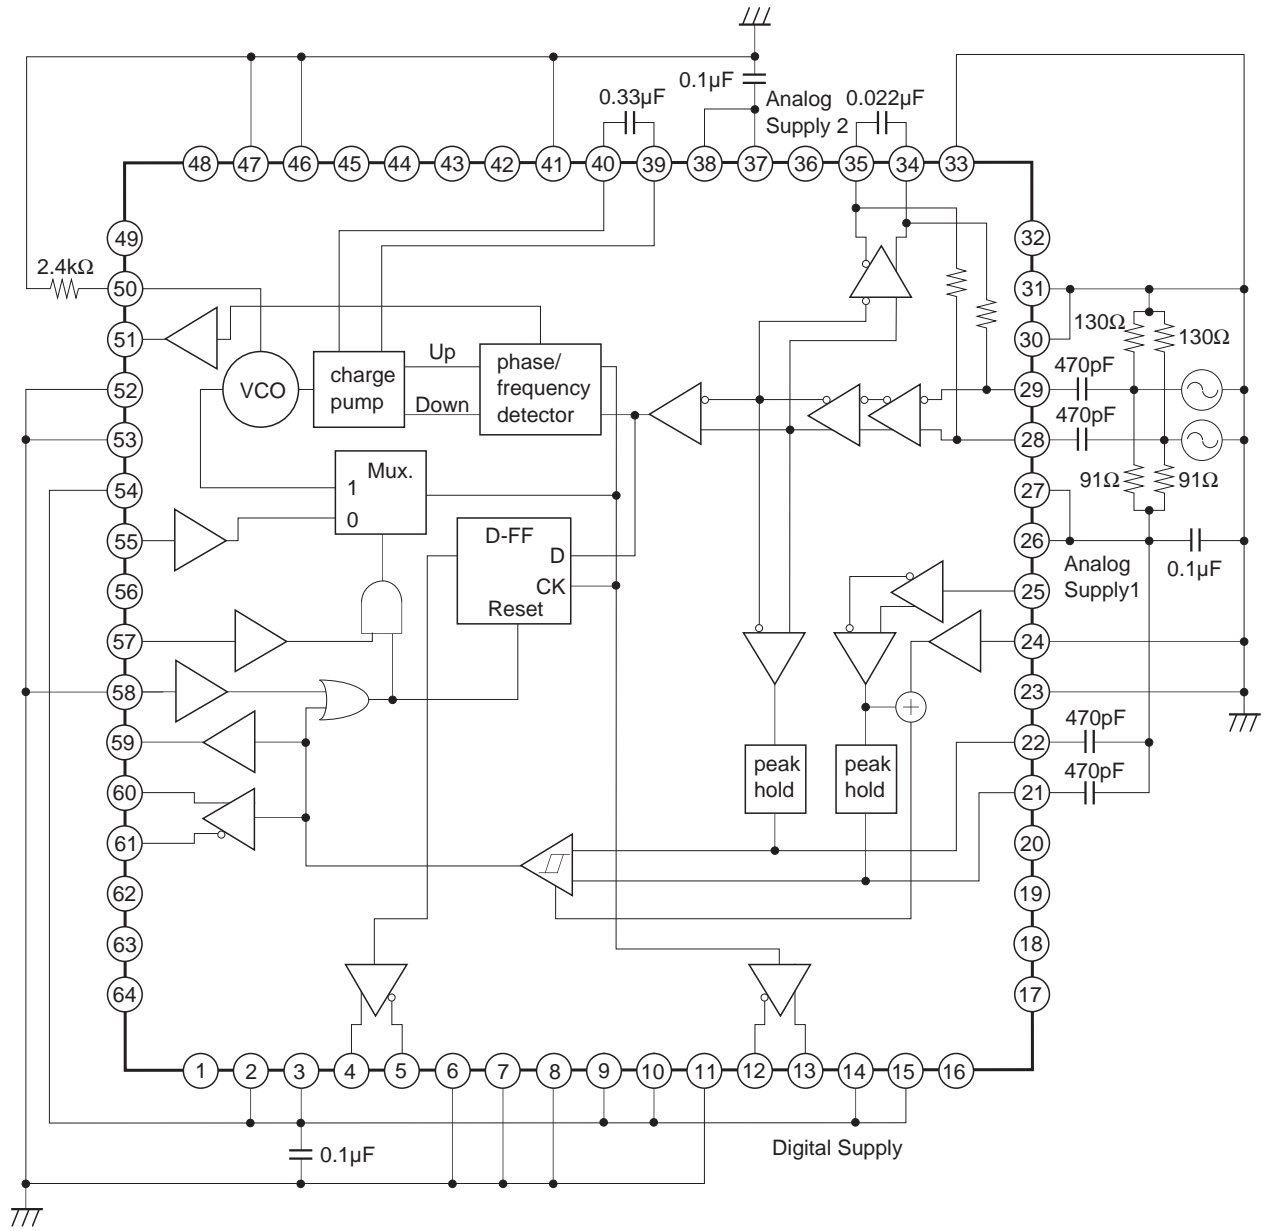 0.33µF
0.1µF
Analog
Supply 2
0.022µF
48
47
46
45
44
43
42
41
40
39
38
37
36
35
34
33
49
32
2.4kΩ
50
31
51
30
130Ω
130Ω
52
VCO
charge
pump
Up
Down
phase/
frequency
detector
29
470pF
53
28
470pF
54
Mux.
1
0
27
91Ω
91Ω
55
D-FF
D
CK
Reset
26
Analog
Supply1
0.1µF
56
25
57
24
58
23
59
peak
hold
peak
hold
22
470pF
60
21
470pF
61
20
62
19
63
18
64
17
1
2
3
4
5
6
7
8
9
10
11
12
13
14
15
16
0.1µF
Digital Supply